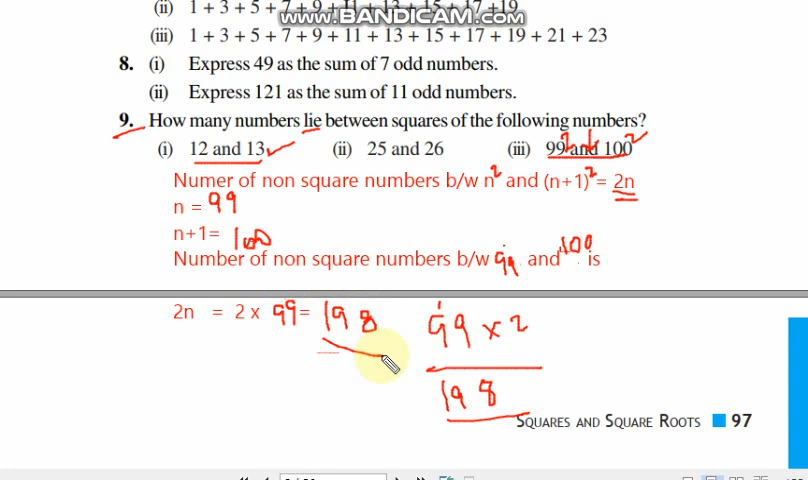 (ii) 1 + 3 + 5 + 7 + 9 + 11 + 13 + 15 + 17 +19
www.BANDICAM.com
(iii) 1 + 3 + 5 + 7 + 9 + 11 + 13 + 15 + 17 + 19 + 21 + 23
8. (i) Express 49 as the sum of 7 odd numbers.
(ii) Express 121 as the sum of 11 odd numbers.
9. How many numbers lie between squares of the following numbers?
(i) 12 and 13 (ii) 25 and 26 (iii) 99² and 100²
Numer of non square numbers b/w n² and (n+1)² = 2n
n = 99
n+1= 100
Number of non square numbers b/w 99 and 100 is
2n = 2 x 99 = 198
99 x 2
198
SQUARES AND SQUARE ROOTS 97